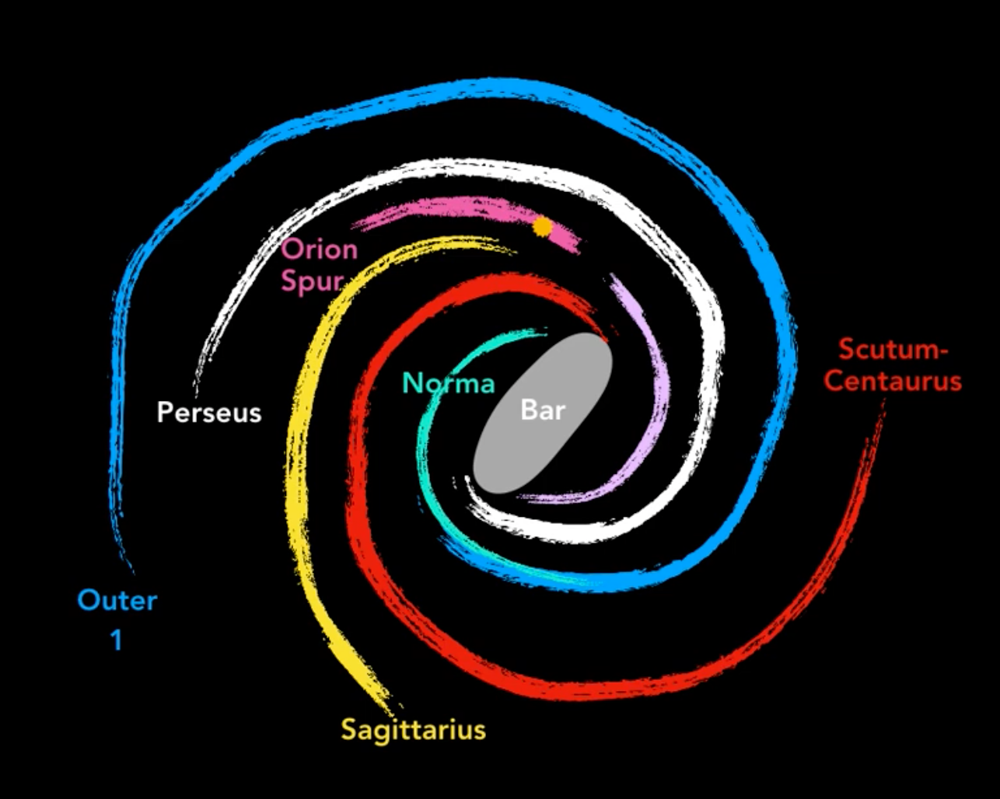 Orion
Spur
Scutum-
Centaurus
Norma
Bar
Perseus
Outer
1
Sagittarius